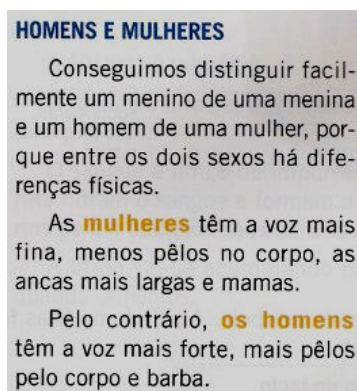 HOMENS E MULHERES
Conseguimos distinguir facil-
mente um menino de uma menina
e um homem de uma mulher, por-
que entre os dois sexos há dife-
renças físicas.
As mulheres têm a voz mais
fina, menos pêlos no corpo, as
ancas mais largas e mamas.
Pelo contrário, os homens
têm a voz mais forte, mais pêlos
pelo corpo e barba.